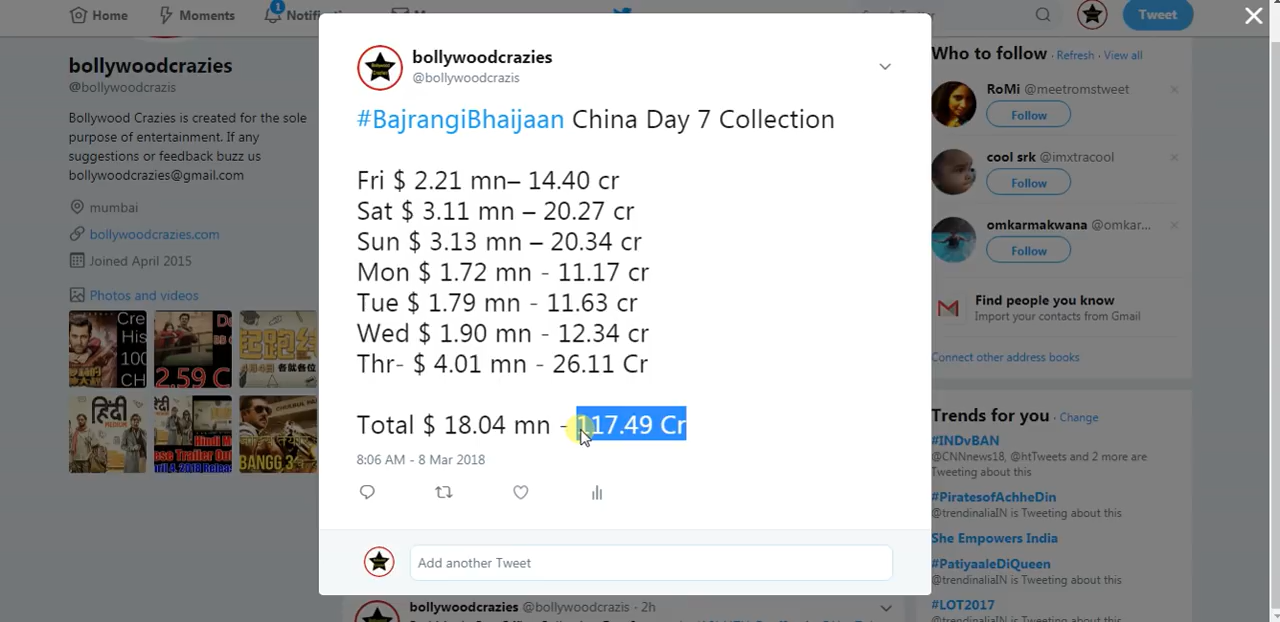 Home
Moments
1
bollywoodcrazies
@bollywoodcrazis
Bollywood Crazies is created for the sole
purpose of entertainment. If any
suggestions or feedback buzz us
bollywoodcrazies@gmail.com
mumbai
bollywoodcrazies.com
Joined April 2015
Photos and videos
bollywoodcrazies
@bollywoodcrazis
#BajrangiBhaijaan China Day 7 Collection
Fri $ 2.21 mn– 14.40 cr
Sat $ 3.11 mn – 20.27 cr
Sun $ 3.13 mn – 20.34 cr
Mon $ 1.72 mn - 11.17 cr
Tue $ 1.79 mn - 11.63 cr
Wed $ 1.90 mn - 12.34 cr
Thr- $ 4.01 mn - 26.11 Cr
Total $ 18.04 mn - 117.49 Cr
8:06 AM - 8 Mar 2018
Add another Tweet
bollywoodcrazies @bollywoodcrazis · 2h
Tweet
Who to follow · Refresh · View all
RoMi @meetromstweet
Follow
cool srk @imxtracool
Follow
omkarmakwana @omkar...
Follow
Find people you know
Import your contacts from Gmail
Connect other address books
Trends for you · Change
#INDvBAN
@CNNnews18, @htTweets and 2 more are
Tweeting about this
#PiratesofAchheDin
@trendinaliaIN is Tweeting about this
She Empowers India
#PatiyaaleDiQueen
@trendinaliaIN is Tweeting about this
#LOT2017
@trendinaliaIN is Tweeting about this